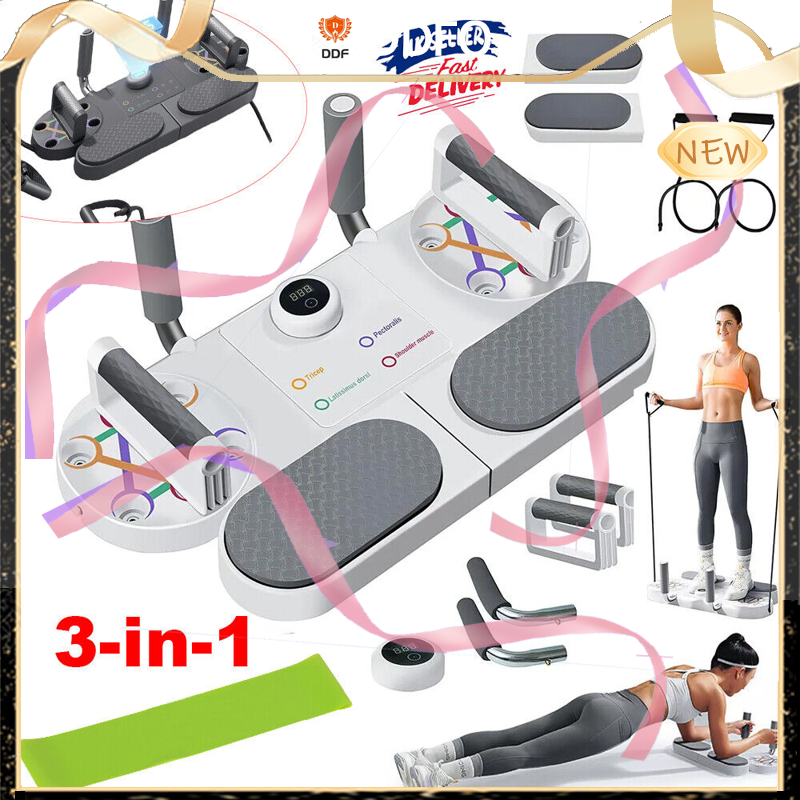 DDF
Fast
DELIVERY
NEW
Pectoralis
Tricep
Shoulder muscle
Latissimus dorsi
3-in-1